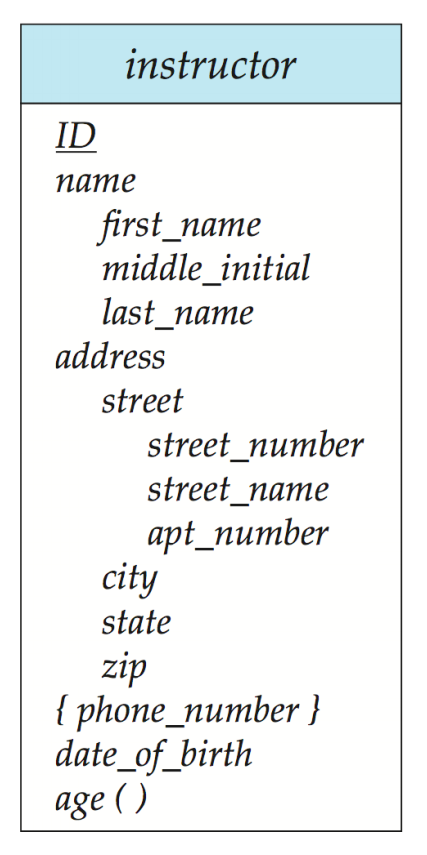 instructor
ID
name
first_name
middle_initial
last_name
address
street
street_number
street_name
apt_number
city
state
zip
{ phone_number }
date_of_birth
age ( )